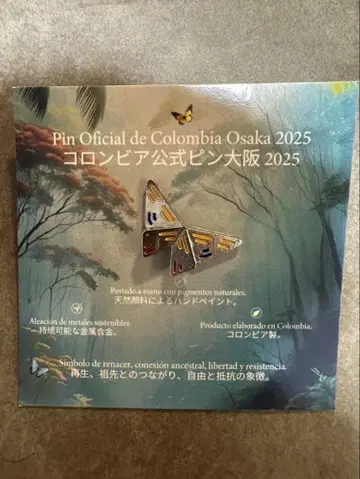 Pin Oficial de Colombia Osaka 2025
コロンビア公式ピン大阪 2025
Pintado a mano con pigmentos naturales.
天然顔料によるハンドペイント。
Aleación de metales sostenibles.
持続可能な金属合金。
Producto elaborado en Colombia.
コロンビア製。
Símbolo de renacer, conexión ancestral, libertad y resistencia.
再生、祖先とのつながり、自由と抵抗の象徴。